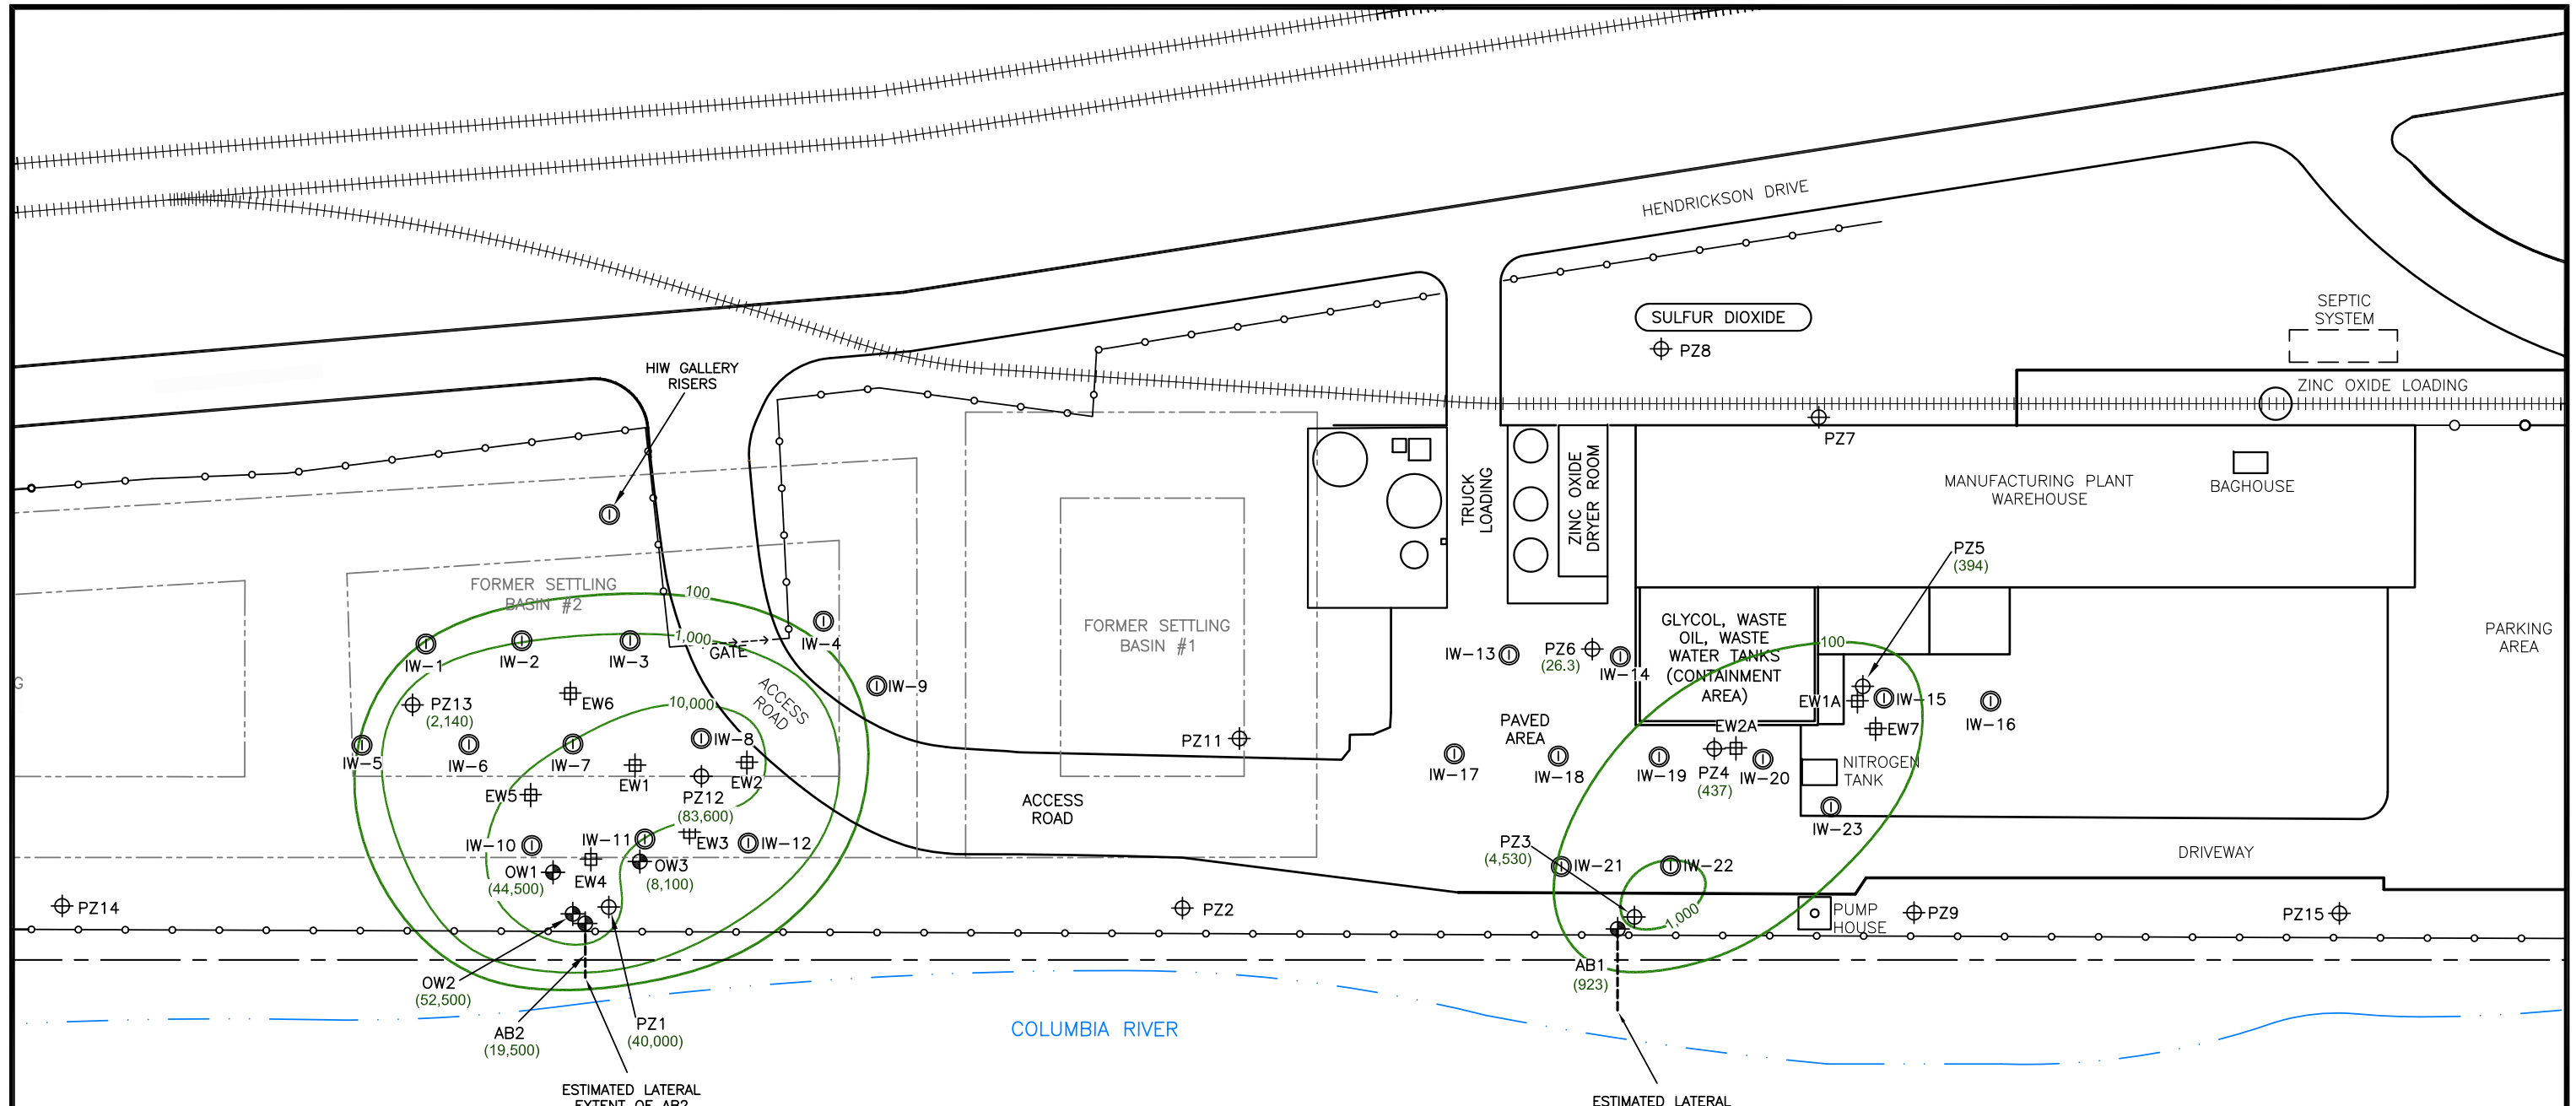 HENDRICKSON DRIVE
SEPTIC
SYSTEM
SULFUR DIOXIDE
PZ8
HIW GALLERY
RISERS
ZINC OXIDE LOADING
PZ7
TRUCK
LOADING
ZINC OXIDE
DRYER ROOM
MANUFACTURING PLANT
WAREHOUSE
BAGHOUSE
PZ5
(394)
FORMER SETTLING
BASIN #2
100
1,000
GATE
IW-4
IW-1
IW-2
IW-3
FORMER SETTLING
BASIN #1
GLYCOL, WASTE
OIL, WASTE
WATER TANKS
(CONTAINMENT
AREA)
100
PARKING
AREA
G
IW-13
PZ6
(26.3)
IW-14
IW-9
ACCESS
ROAD
PZ13
(2,140)
EW6
10,000
EW1A
IW-15
IW-16
PAVED
AREA
EW2A
EW7
IW-5
IW-6
IW-7
IW-8
PZ11
IW-17
IW-18
IW-19
PZ4
(437)
IW-20
NITROGEN
TANK
EW5
EW1
EW2
PZ12
(83,600)
ACCESS
ROAD
IW-23
IW-10
IW-11
EW3
IW-12
PZ3
(4,530)
DRIVEWAY
OW1
(44,500)
EW4
OW3
(8,100)
IW-21
IW-22
PZ14
PZ2
1,000
PUMP
HOUSE
PZ9
PZ15
OW2
(52,500)
AB1
(923)
AB2
(19,500)
PZ1
(40,000)
COLUMBIA RIVER
ESTIMATED LATERAL
EXTENT OF AB2
ESTIMATED LATERAL